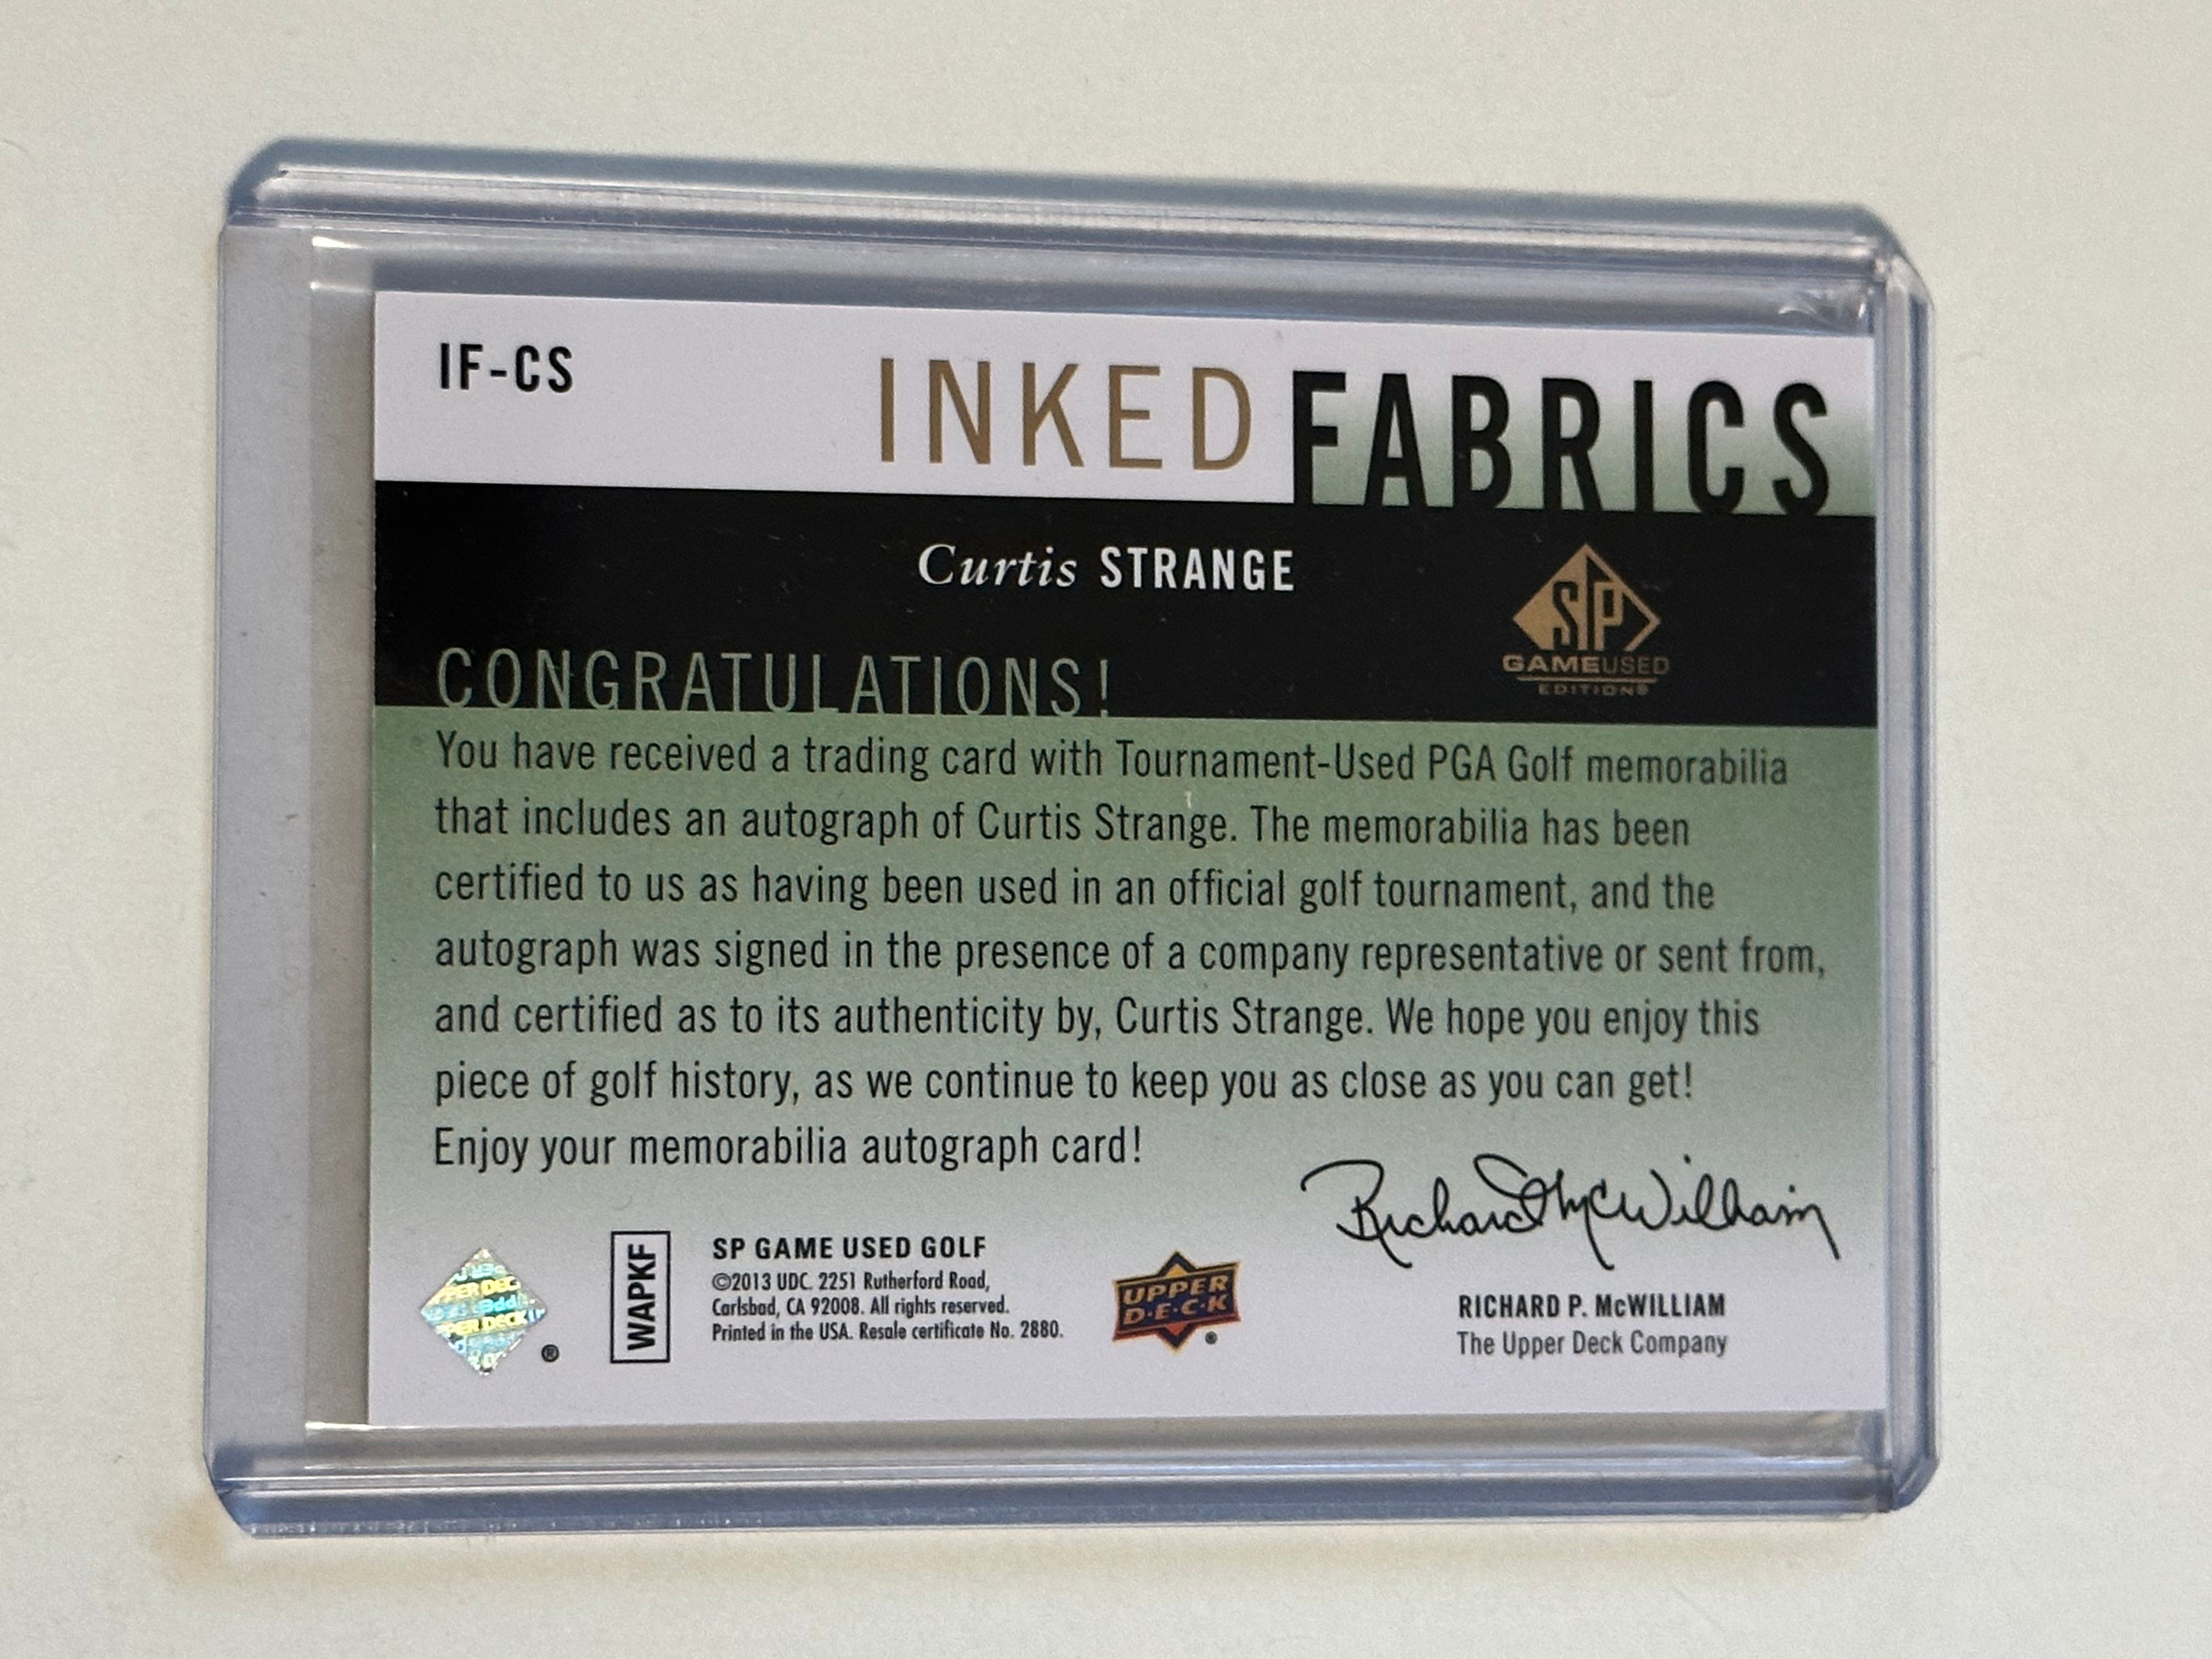 IF-CS
INKED FABRICS
Curtis STRANGE
SP
GAMEUSED
EDITION®
CONGRATULATIONS!
You have received a trading card with Tournament-Used PGA Golf memorabilia
that includes an autograph of Curtis Strange. The memorabilia has been
certified to us as having been used in an official golf tournament, and the
autograph was signed in the presence of a company representative or sent from,
and certified as to its authenticity by, Curtis Strange. We hope you enjoy this
piece of golf history, as we continue to keep you as close as you can get!
Enjoy your memorabilia autograph card!
Richard McWilliam
WAPKF
SP GAME USED GOLF
©2013 UDC. 2251 Rutherford Road,
Carlsbad, CA 92008. All rights reserved.
Printed in the USA. Resale certificate No. 2880.
UPPER
D·E·C·K
®
®
RICHARD P. McWILLIAM
The Upper Deck Company